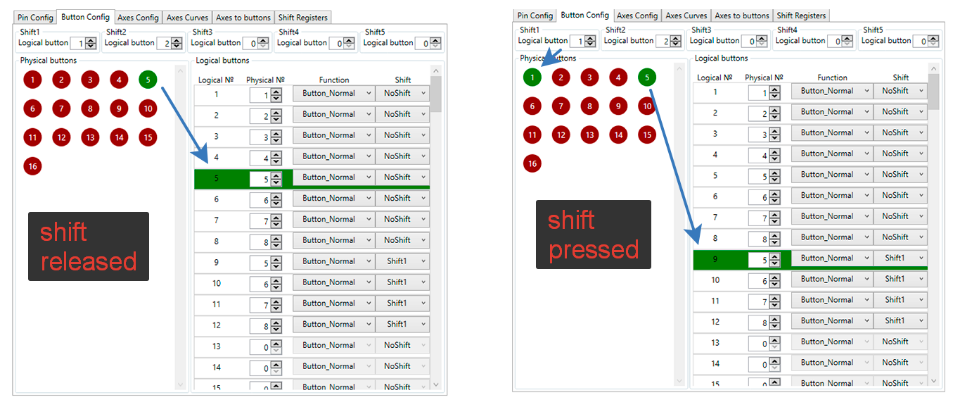 Pin Config Button Config Axes Config Axes Curves Axes to buttons Shift Registers
Shift1 Shift2 Shift3 Shift4 Shift5
Logical button 1 Logical button 2 Logical button 0 Logical button 0 Logical button 0
Physical buttons Logical buttons
Logical № Physical № Function Shift
1 2 3 4 5
6 7 8 9 10
11 12 13 14 15
16
1 1 Button_Normal NoShift
2 2 Button_Normal NoShift
3 3 Button_Normal NoShift
4 4 Button_Normal NoShift
5 5 Button_Normal NoShift
6 6 Button_Normal NoShift
7 7 Button_Normal NoShift
8 8 Button_Normal NoShift
9 5 Button_Normal Shift1
10 6 Button_Normal Shift1
11 7 Button_Normal Shift1
12 8 Button_Normal Shift1
13 0 Button_Normal NoShift
14 0 Button_Normal NoShift
15 0 Button_Normal NoShift
shift
released
Pin Config Button Config Axes Config Axes Curves Axes to buttons Shift Registers
Shift1 Shift2 Shift3 Shift4 Shift5
Logical button 1 Logical button 2 Logical button 0 Logical button 0 Logical button 0
Physical buttons Logical buttons
Logical № Physical № Function Shift
1 2 3 4 5
6 7 8 9 10
11 12 13 14 15
16
1 1 Button_Normal NoShift
2 2 Button_Normal NoShift
3 3 Button_Normal NoShift
4 4 Button_Normal NoShift
5 5 Button_Normal NoShift
6 6 Button_Normal NoShift
7 7 Button_Normal NoShift
8 8 Button_Normal NoShift
9 5 Button_Normal Shift1
10 6 Button_Normal Shift1
11 7 Button_Normal Shift1
12 8 Button_Normal Shift1
13 0 Button_Normal NoShift
14 0 Button_Normal NoShift
15 0 Button_Normal NoShift
shift
pressed